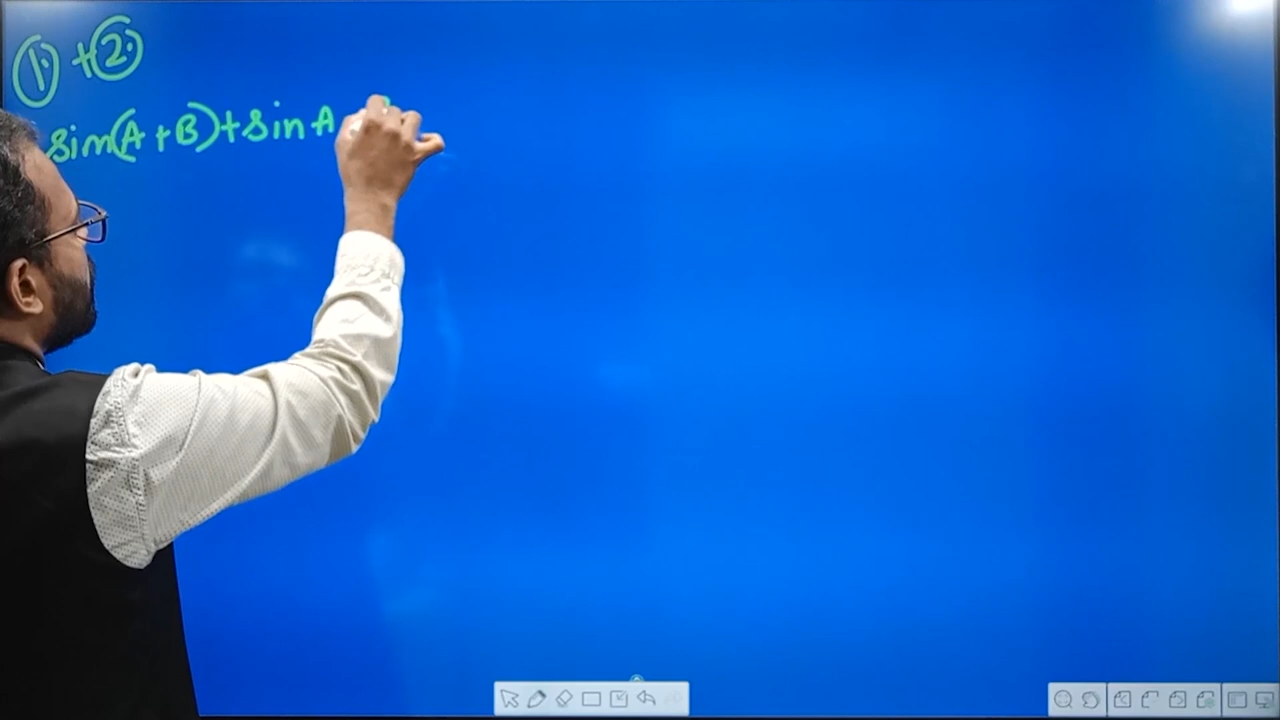 ① + ②.
sin(A + B) + sin A